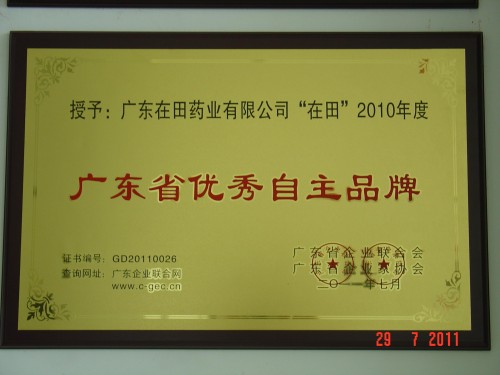 授予：广东在田药业有限公司“在田”2010年度
广东省优秀自主品牌
证书编号：GD20110026
查询网址：广东企业联合网
www.c-gec.cn
广东省企业联合会
广东省企业家协会
二〇一一年七月
29 7 2011